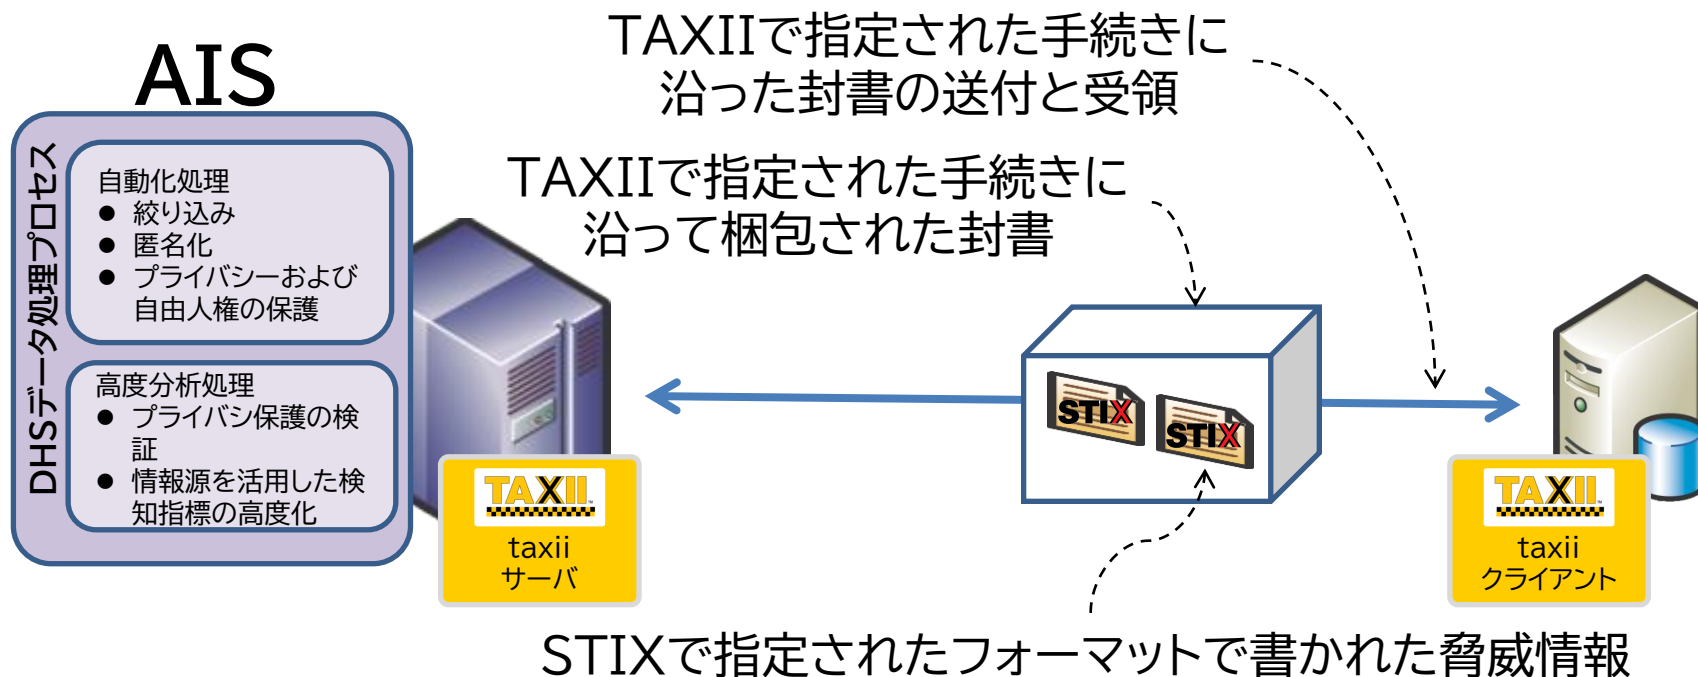 AIS
DHSデータ処理プロセス
自動化処理
● 絞り込み
● 匿名化
● プライバシーおよび
自由人権の保護
高度分析処理
● プライバシ保護の検
証
● 情報源を活用した検
知指標の高度化
TAXIIで指定された手続きに
沿った封書の送付と受領
TAXIIで指定された手続きに
沿って梱包された封書
STIX
STIX
TAXII™
taxii
サーバ
TAXII™
taxii
クライアント
STIXで指定されたフォーマットで書かれた脅威情報